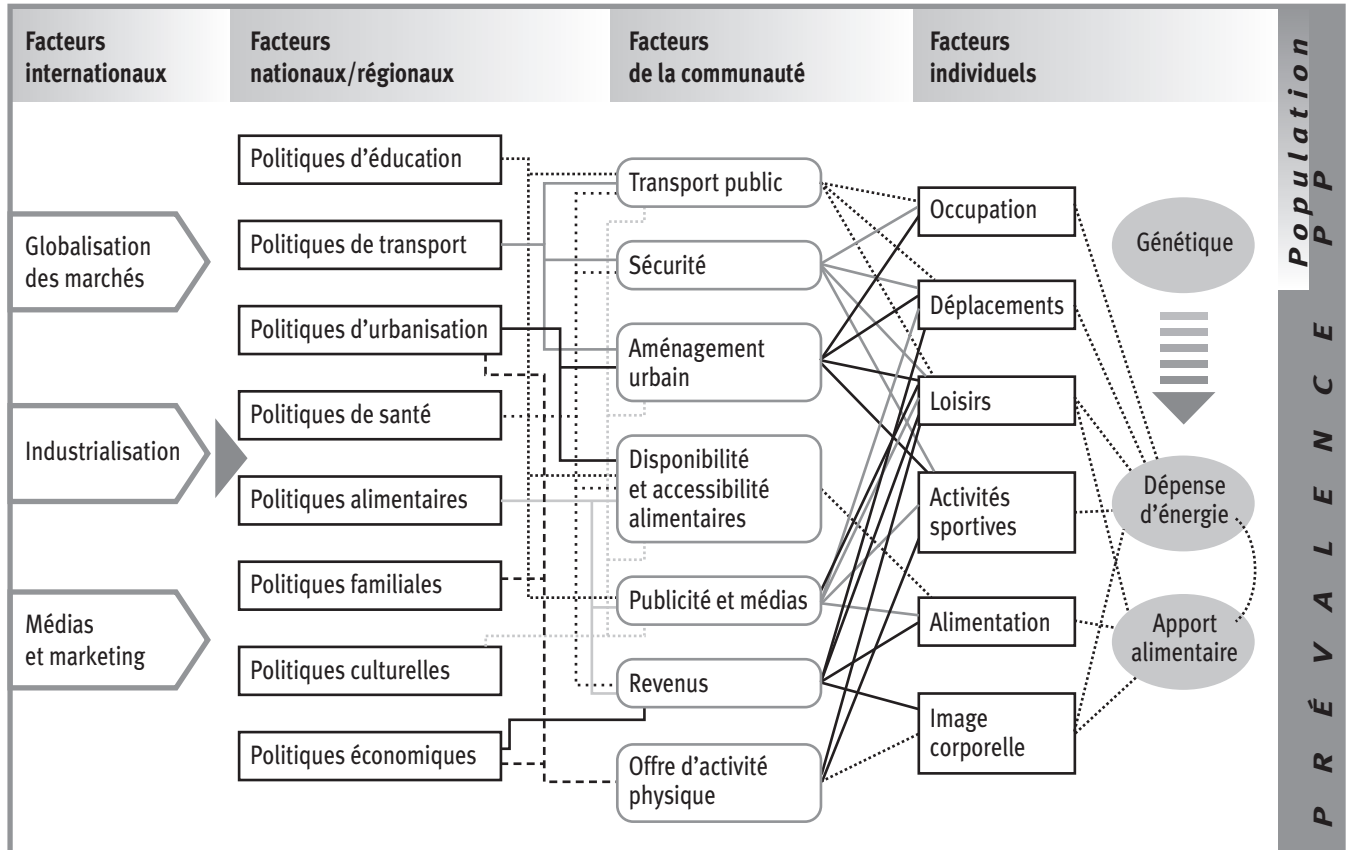 Facteurs
internationaux
Facteurs
nationaux/régionaux
Facteurs
de la communauté
Facteurs
individuels
Globalisation
des marchés
Industrialisation
Médias
et marketing
Politiques d'éducation
Politiques de transport
Politiques d'urbanisation
Politiques de santé
Politiques alimentaires
Politiques familiales
Politiques culturelles
Politiques économiques
Transport public
Sécurité
Aménagement
urbain
Disponibilité
et accessibilité
alimentaires
Publicité et médias
Revenus
Offre d'activité
physique
Occupation
Déplacements
Loisirs
Activités
sportives
Alimentation
Image
corporelle
Génétique
Dépense
d'énergie
Apport
alimentaire
Population
PRÉVALENCE PP